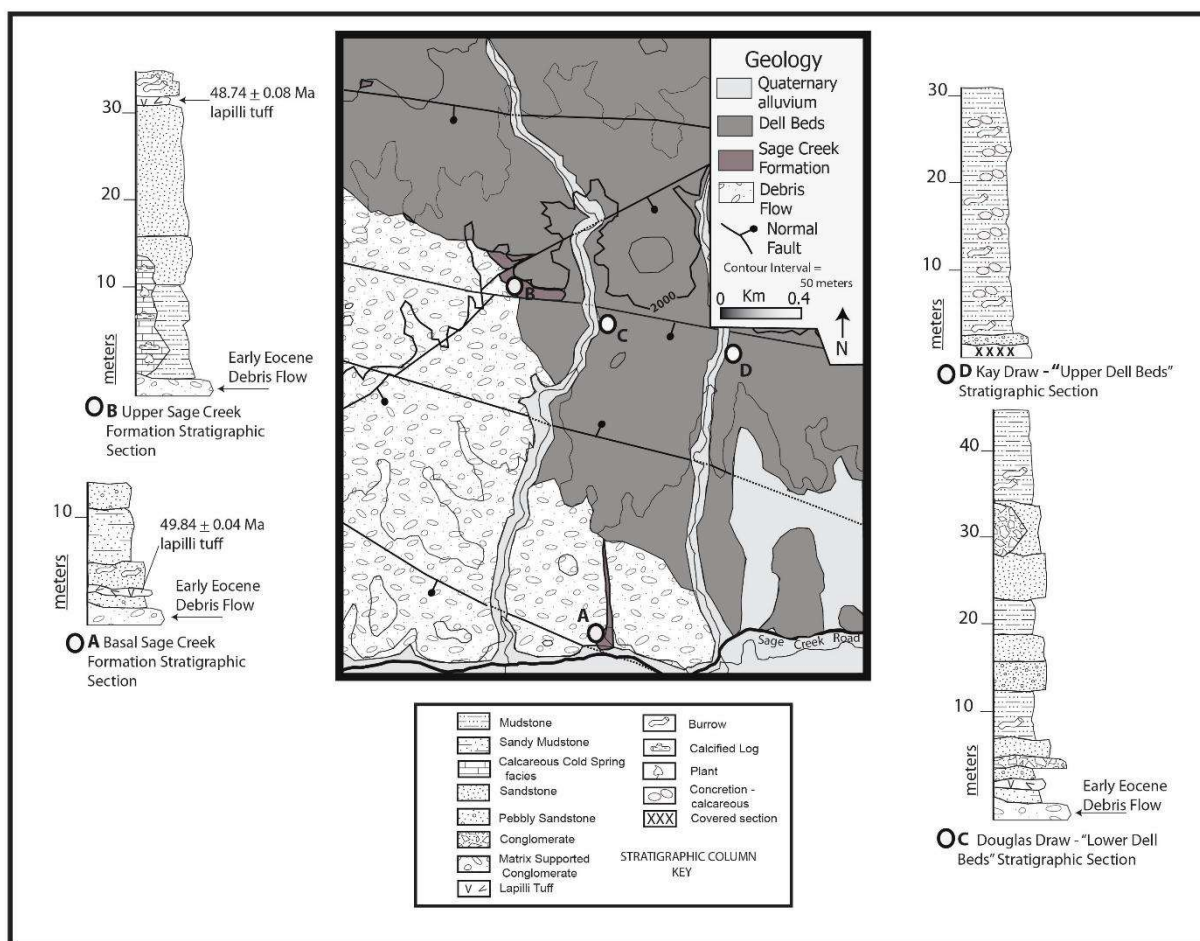 30
20
10
meters
48.74 ± 0.08 Ma
lapilli tuff
Early Eocene
Debris Flow
B Upper Sage Creek
Formation Stratigraphic
Section
10
meters
49.84 ± 0.04 Ma
lapilli tuff
Early Eocene
Debris Flow
A Basal Sage Creek
Formation Stratigraphic
Section
Geology
Quaternary
alluvium
Dell Beds
Sage Creek
Formation
Debris
Flow
Normal
Fault
Contour Interval =
50 meters
0 Km 0.4
N
2000
B
C
D
A
Sage Creek Road
30
20
10
meters
XXXX
D Kay Draw - "Upper Dell Beds"
Stratigraphic Section
40
30
20
10
meters
Early Eocene
Debris Flow
C Douglas Draw - "Lower Dell
Beds" Stratigraphic Section
Mudstone
Sandy Mudstone
Calcareous Cold Spring
facies
Sandstone
Pebbly Sandstone
Conglomerate
Matrix Supported
Conglomerate
Lapilli Tuff
Burrow
Calcified Log
Plant
Concretion -
calcareous
XXX Covered section
STRATIGRAPHIC COLUMN
KEY